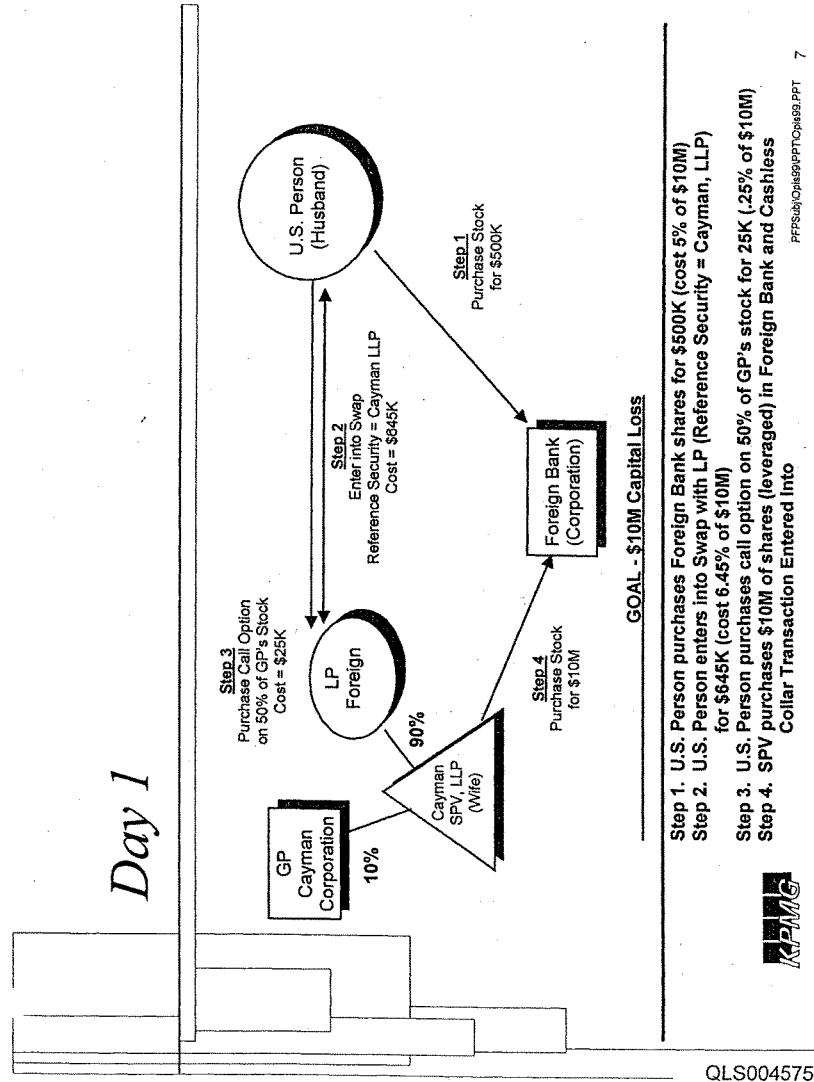 Day 1
GP
Cayman
Corporation
10%
Step 3
Purchase Call Option
on 50% of GP's Stock
Cost = $25K
LP
Foreign
90%
Cayman
SPV, LLP
(Wife)
Step 2
Enter into Swap
Reference Security = Cayman LLP
Cost = $845K
U.S. Person
(Husband)
Step 1
Purchase Stock
for $500K
Step 4
Purchase Stock
for $10M
Foreign Bank
(Corporation)
GOAL - $10M Capital Loss
Step 1. U.S. Person purchases Foreign Bank shares for $500K (cost 5% of $10M)
Step 2. U.S. Person enters into Swap with LP (Reference Security = Cayman, LLP)
for $645K (cost 6.45% of $10M)
Step 3. U.S. Person purchases call option on 50% of GP's stock for 25K (.25% of $10M)
Step 4. SPV purchases $10M of shares (leveraged) in Foreign Bank and Cashless
Collar Transaction Entered Into
KPMG
PFPSubj\Opis99\PPT\Opis99.PPT 7
QLS004575